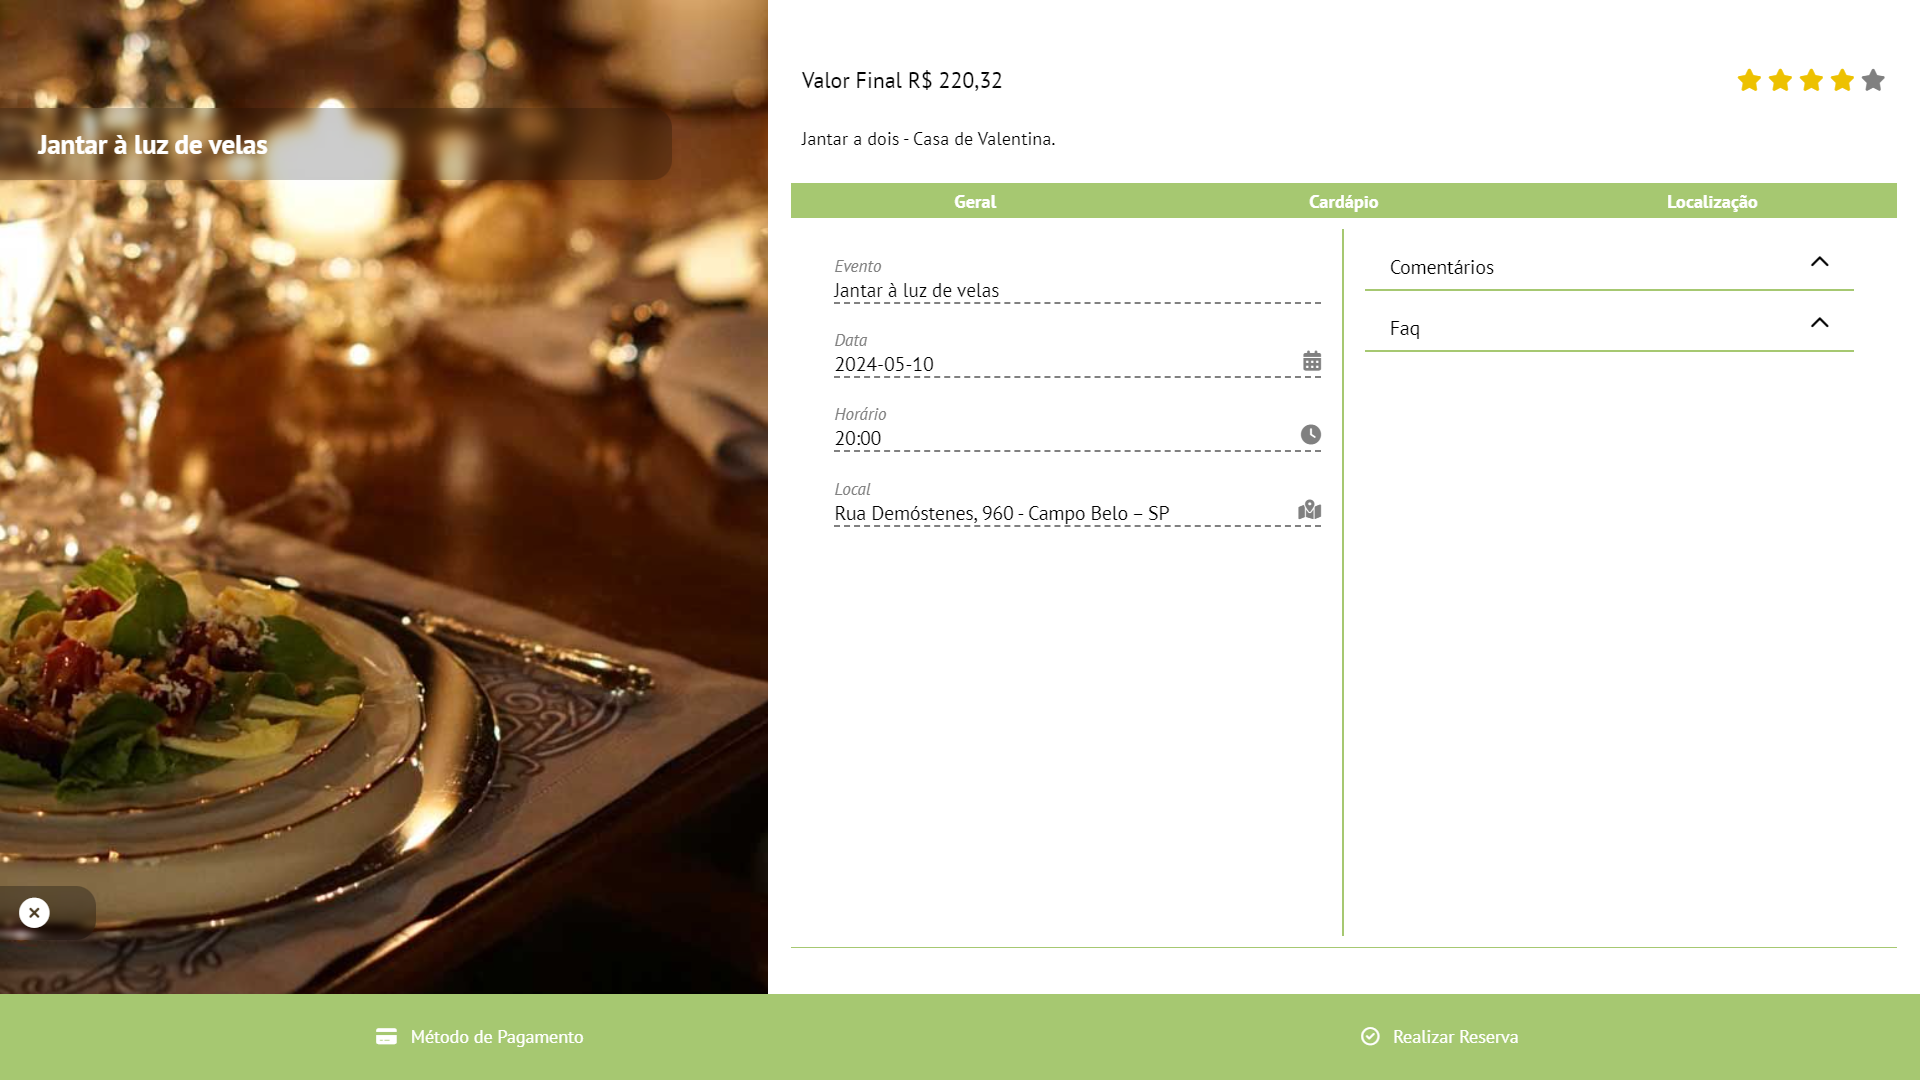 Jantar à luz de velas
Valor Final R$ 220,32
Jantar a dois - Casa de Valentina.
Geral
Cardápio
Localização
Evento
Jantar à luz de velas
Data
2024-05-10
Horário
20:00
Local
Rua Demóstenes, 960 - Campo Belo – SP
Comentários
Faq
Método de Pagamento
Realizar Reserva